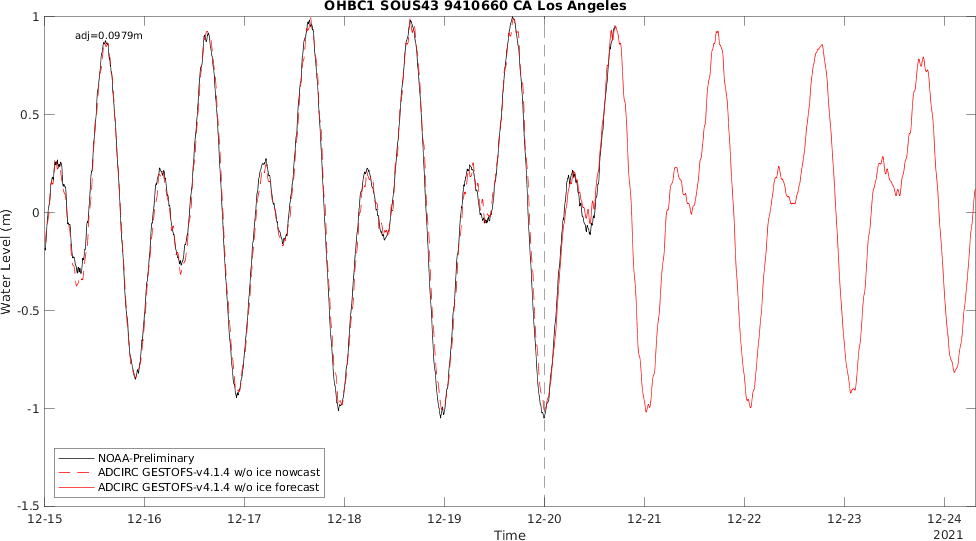 OHBC1 SOUS43 9410660 CA Los Angeles
adj=0.0979m
1
0.5
0
-0.5
-1
-1.5
Water Level (m)
NOAA-Preliminary
ADCIRC GESTOFS-v4.1.4 w/o ice nowcast
ADCIRC GESTOFS-v4.1.4 w/o ice forecast
12-15 12-16 12-17 12-18 12-19 12-20 12-21 12-22 12-23 12-24
Time 2021